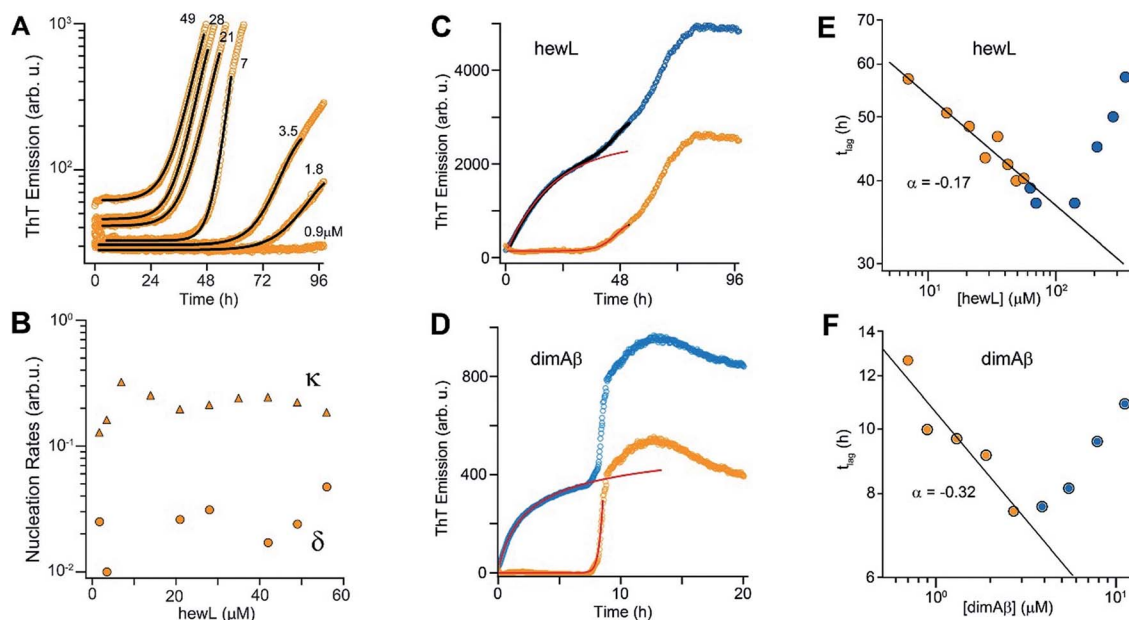 A
ThT Emission (arb. u.)
10³
10²
49
28
21
7
3.5
1.8
0.9μM
0
24
48
72
96
Time (h)
B
Nucleation Rates (arb.u.)
10⁰
10⁻¹
10⁻²
κ
δ
0
20
40
60
hewL (μM)
C
hewL
ThT Emission (arb. u.)
4000
2000
0
0
48
96
Time (h)
D
dimAβ
ThT Emission (arb. u.)
800
400
0
0
10
20
Time (h)
E
hewL
t_lag (h)
60
50
40
30
α = -0.17
10¹
10²
[hewL] (μM)
F
dimAβ
t_lag (h)
14
12
10
8
6
α = -0.32
10⁰
10¹
[dimAβ] (μM)